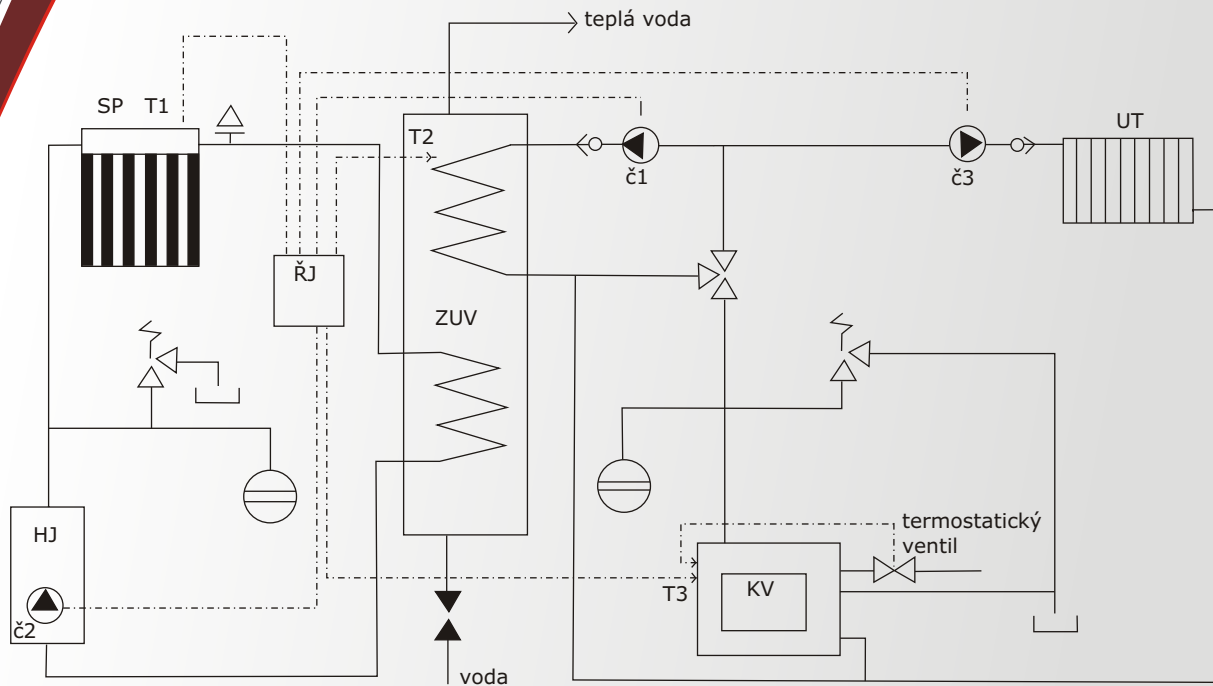 teplá voda
SP T1
UT
T2
č1
č3
ŘJ
ZUV
termostatický
ventil
HJ
KV
T3
č2
voda